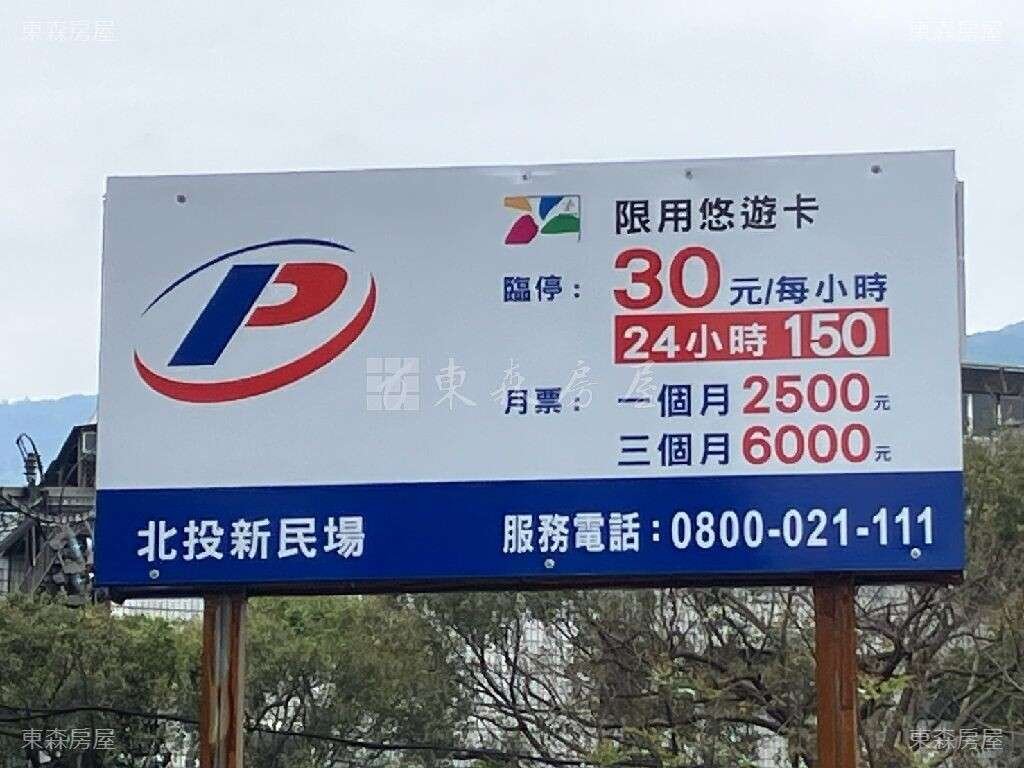 東森房屋
東森房屋
限用悠遊卡
臨停: 30元/每小時
24小時 150
東森房屋
月票: 一個月2500元
三個月6000元
北投新民場
服務電話:0800-021-111
東森房屋
東森房屋